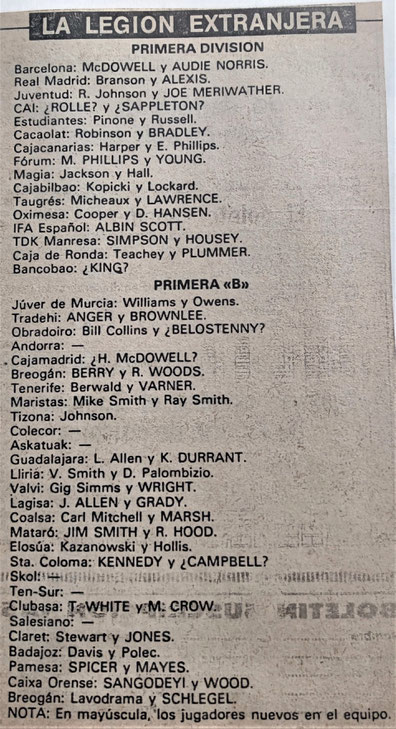 LA LEGION EXTRANJERA
PRIMERA DIVISION
Barcelona: McDOWELL y AUDIE NORRIS.
Real Madrid: Branson y ALEXIS.
Juventud: R. Johnson y JOE MERIWATHER.
CAI: ¿ROLLE? y ¿SAPPLETON?
Estudiantes: Pinone y Russell.
Cacaolat: Robinson y BRADLEY.
Cajacanarias: Harper y E. Phillips.
Fórum: M. PHILLIPS y YOUNG.
Magia: Jackson y Hall.
Cajabilbao: Kopicki y Lockard.
Taugrés: Micheaux y LAWRENCE.
Oximesa: Cooper y D. HANSEN.
IFA Español: ALBIN SCOTT.
TDK Manresa: SIMPSON y HOUSEY.
Caja de Ronda: Teachey y PLUMMER.
Bancobao: ¿KING?
PRIMERA «B»
Júver de Murcia: Williams y Owens.
Tradehi: ANGER y BROWNLEE.
Obradoiro: Bill Collins y ¿BELOSTENNY?
Andorra: —
Cajamadrid: ¿H. McDOWELL?
Breogán: BERRY y R. WOODS.
Tenerife: Berwald y VARNER.
Maristas: Mike Smith y Ray Smith.
Tizona: Johnson.
Colecor: —
Askatuak: —
Guadalajara: L. Allen y K. DURRANT.
Lliria: V. Smith y D. Palombizio.
Valvi: Gig Simms y WRIGHT.
Lagisa: J. ALLEN y GRADY.
Coalsa: Carl Mitchell y MARSH.
Mataró: JIM SMITH y R. HOOD.
Elosúa: Kazanowski y Hollis.
Sta. Coloma: KENNEDY y ¿CAMPBELL?
Skol: —
Ten-Sur: —
Clubasa: T. WHITE y M. CROW.
Salesiano: —
Claret: Stewart y JONES.
Badajoz: Davis y Polec.
Pamesa: SPICER y MAYES.
Caixa Orense: SANGODEYI y WOOD.
Breogán: Lavodrama y SCHLEGEL.
NOTA: En mayúscula, los jugadores nuevos en el equipo.